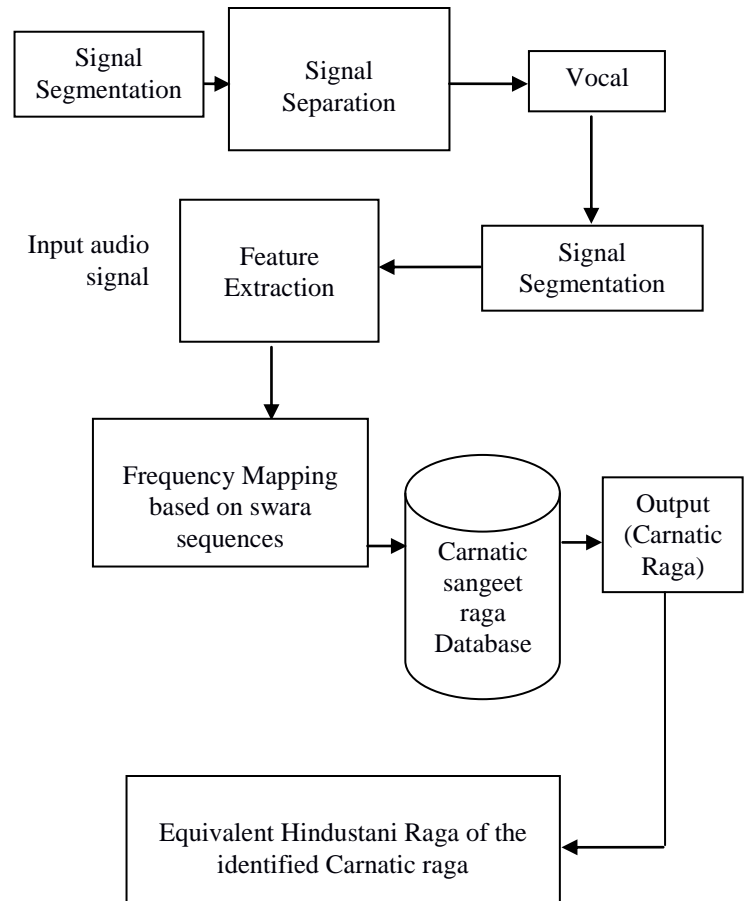 Signal
Segmentation
Signal
Separation
Vocal
Input audio
signal
Feature
Extraction
Signal
Segmentation
Frequency Mapping
based on swara
sequences
Carnatic
sangeet
raga
Database
Output
(Carnatic
Raga)
Equivalent Hindustani Raga of the
identified Carnatic raga